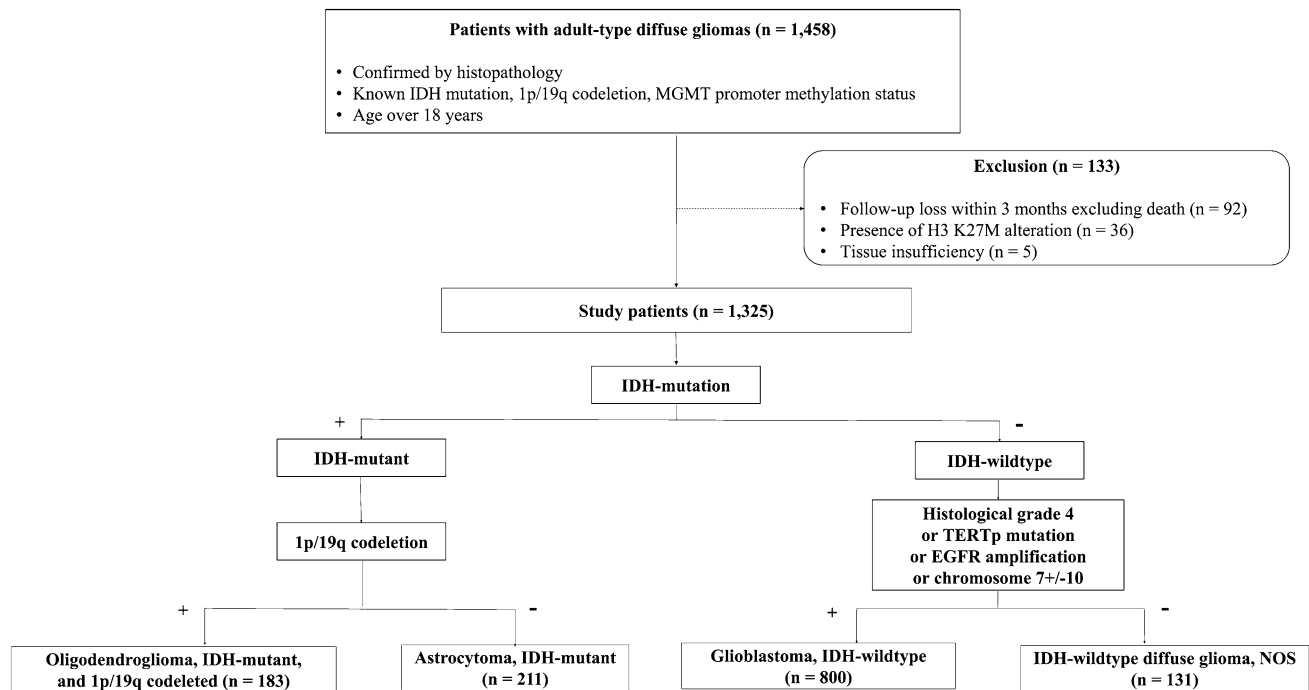 Patients with adult-type diffuse gliomas (n = 1,458)
• Confirmed by histopathology
• Known IDH mutation, 1p/19q codeletion, MGMT promoter methylation status
• Age over 18 years
Exclusion (n = 133)
• Follow-up loss within 3 months excluding death (n = 92)
• Presence of H3 K27M alteration (n = 36)
• Tissue insufficiency (n = 5)
Study patients (n = 1,325)
IDH-mutation
+
-
IDH-mutant
IDH-wildtype
1p/19q codeletion
Histological grade 4
or TERTp mutation
or EGFR amplification
or chromosome 7+/-10
+
-
+
-
Oligodendroglioma, IDH-mutant,
and 1p/19q codeleted (n = 183)
Astrocytoma, IDH-mutant
(n = 211)
Glioblastoma, IDH-wildtype
(n = 800)
IDH-wildtype diffuse glioma, NOS
(n = 131)